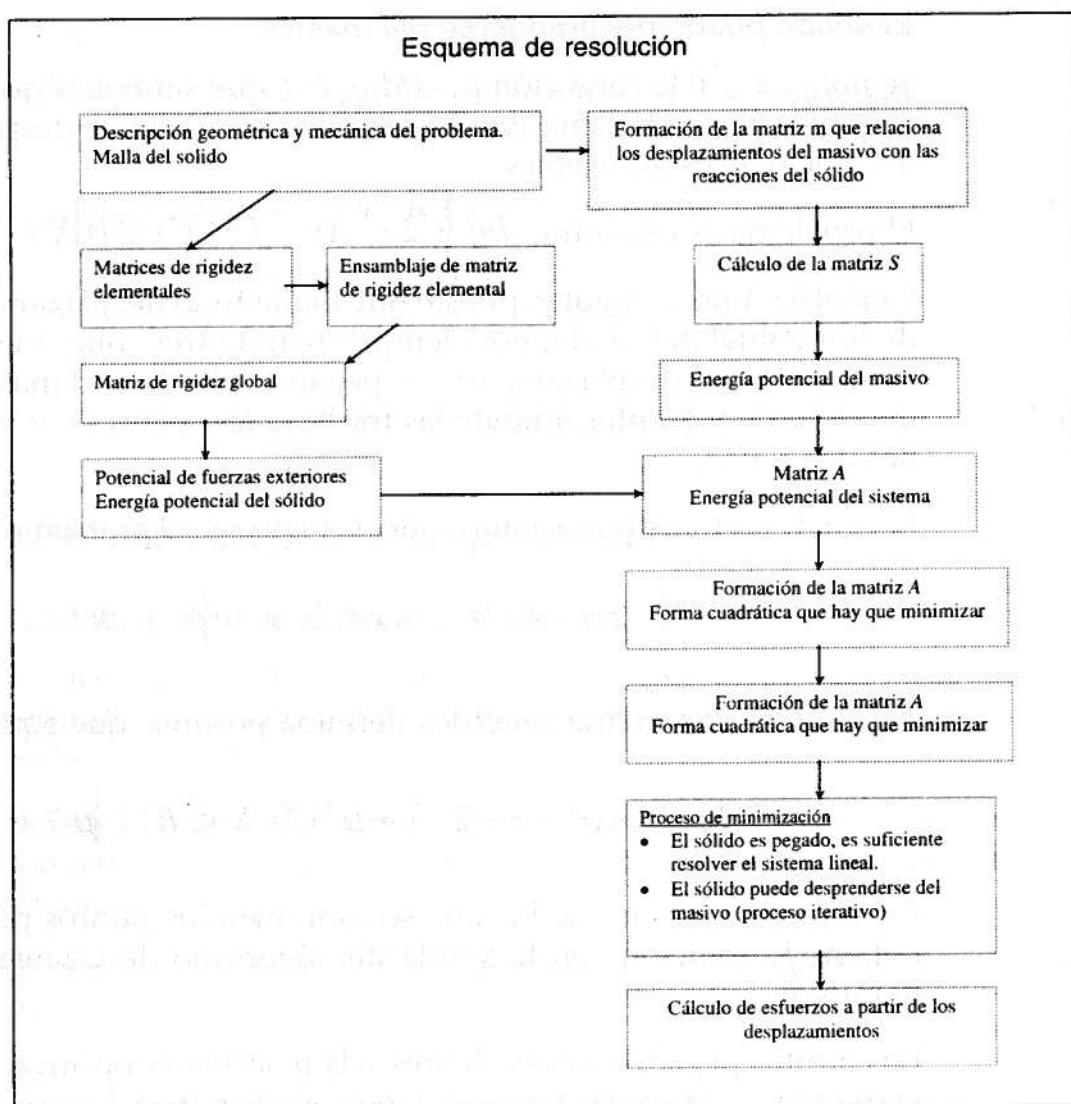 Esquema de resolución
Descripción geométrica y mecánica del problema.
Malla del solido
Formación de la matriz m que relaciona
los desplazamientos del masivo con las
reacciones del sólido
Matrices de rigidez
elementales
Ensamblaje de matriz
de rigidez elemental
Cálculo de la matriz S
Matriz de rigidez global
Energía potencial del masivo
Potencial de fuerzas exteriores
Energía potencial del sólido
Matriz A
Energía potencial del sistema
Formación de la matriz A
Forma cuadrática que hay que minimizar
Formación de la matriz A
Forma cuadrática que hay que minimizar
Proceso de minimización
• El sólido es pegado, es suficiente
resolver el sistema lineal.
• El sólido puede desprenderse del
masivo (proceso iterativo)
Cálculo de esfuerzos a partir de los
desplazamientos